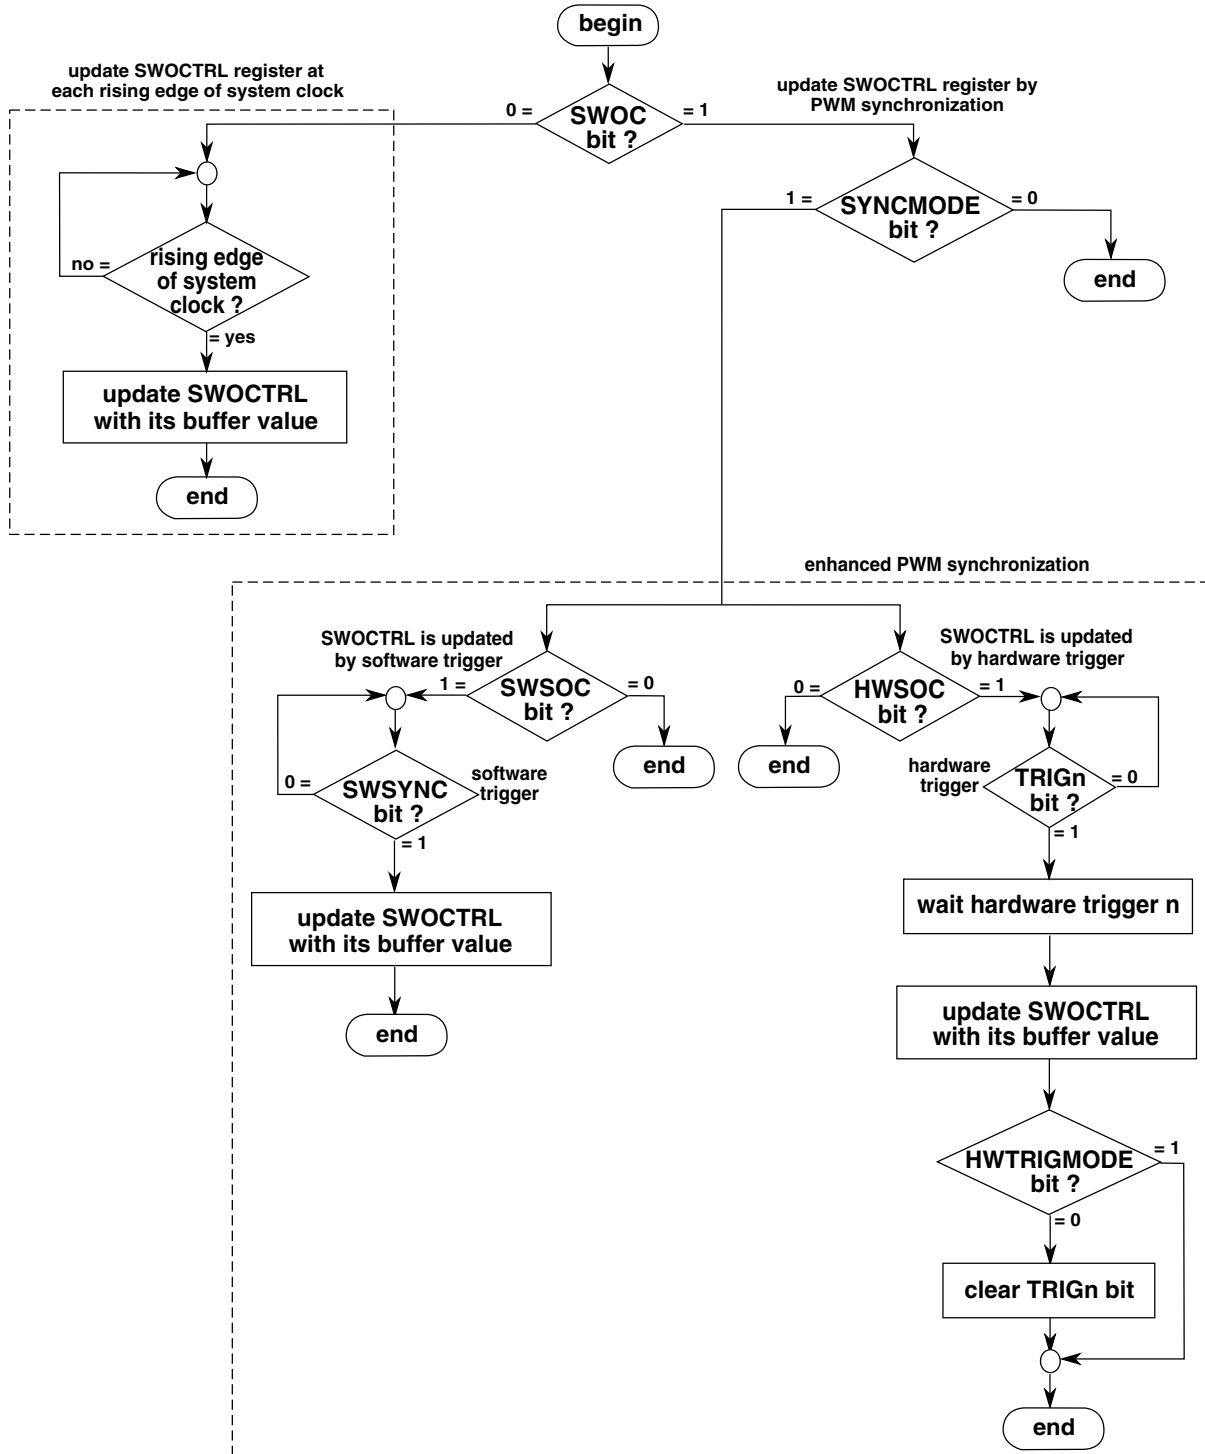 begin
update SWOCTRL register at
each rising edge of system clock
update SWOCTRL register by
PWM synchronization
0 =
SWOC
bit ?
= 1
1 =
SYNCMODE
bit ?
= 0
end
no =
rising edge
of system
clock ?
= yes
update SWOCTRL
with its buffer value
end
enhanced PWM synchronization
SWOCTRL is updated
by software trigger
SWOCTRL is updated
by hardware trigger
1 =
SWSOC
bit ?
= 0
0 =
HWSOC
bit ?
= 1
end
end
0 =
SWSYNC
bit ?
software
trigger
= 1
hardware
trigger
TRIGn
bit ?
= 0
= 1
update SWOCTRL
with its buffer value
end
wait hardware trigger n
update SWOCTRL
with its buffer value
HWTRIGMODE
bit ?
= 1
= 0
clear TRIGn bit
end